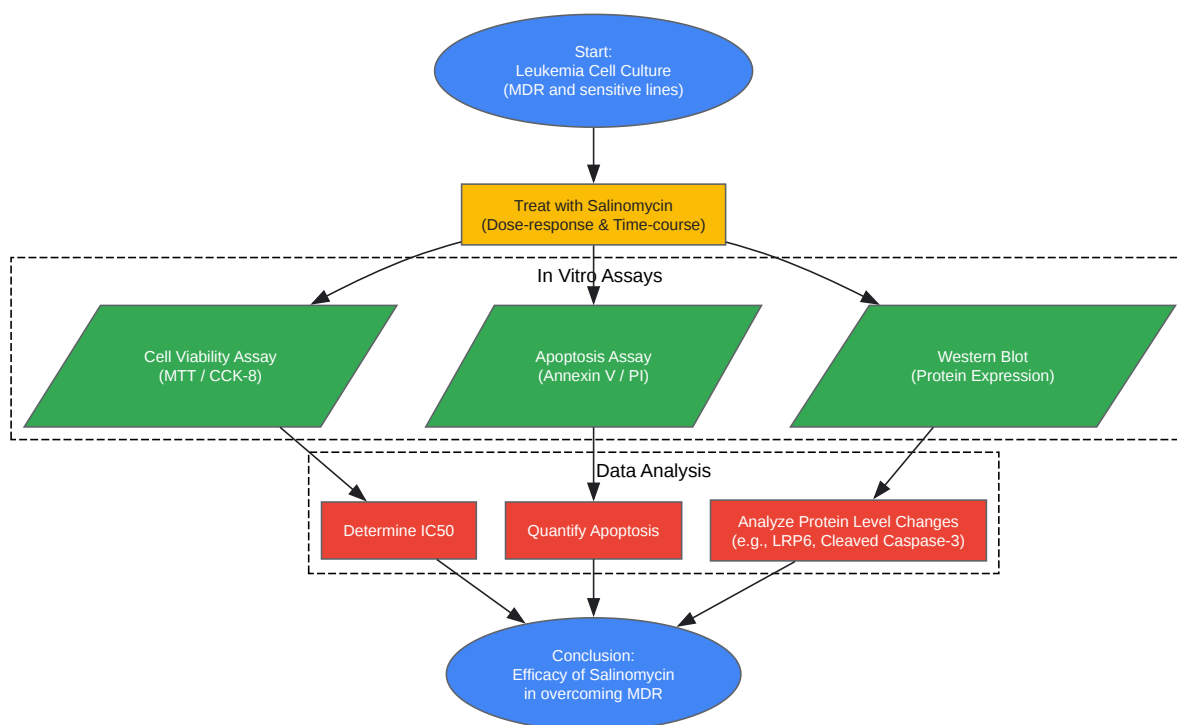 Start:
Leukemia Cell Culture
(MDR and sensitive lines)
Treat with Salinomycin
(Dose-response & Time-course)
In Vitro Assays
Cell Viability Assay
(MTT / CCK-8)
Apoptosis Assay
(Annexin V / PI)
Western Blot
(Protein Expression)
Data Analysis
Determine IC50
Quantify Apoptosis
Analyze Protein Level Changes
(e.g., LRP6, Cleaved Caspase-3)
Conclusion:
Efficacy of Salinomycin
in overcoming MDR